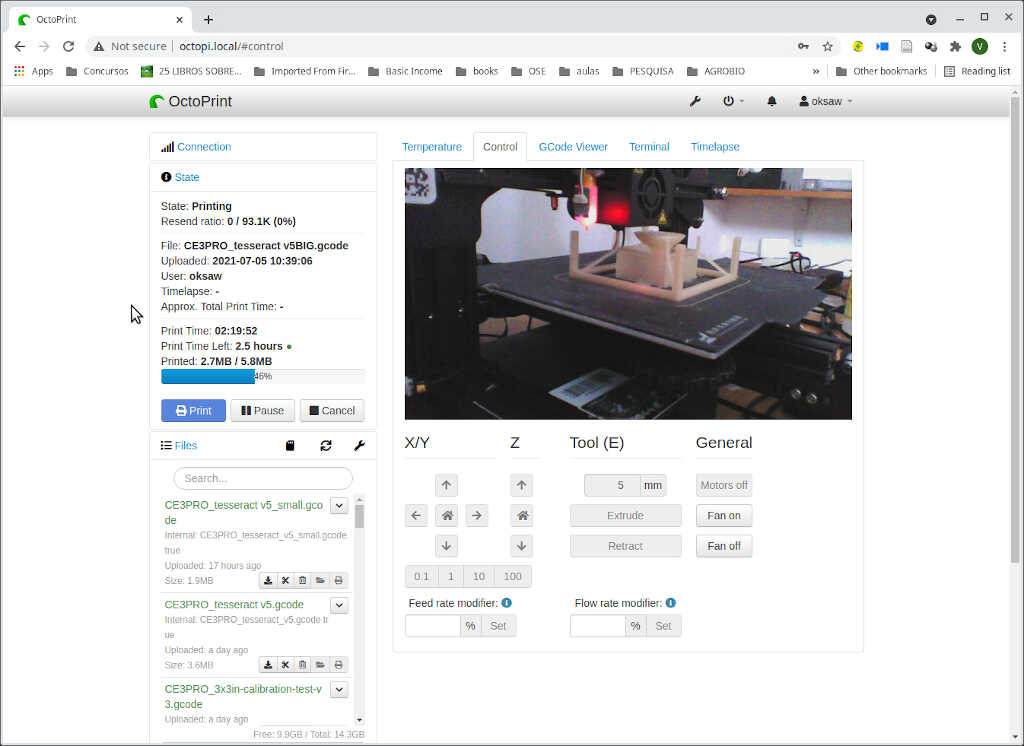 OctoPrint
Not secure
octopi.local/#control
V
Apps
Concursos
25 LIBROS SOBRE...
Imported From Fir...
Basic Income
books
OSE
aulas
PESQUISA
AGROBIO
»
Other bookmarks
Reading list
OctoPrint
oksaw
Connection
State
State: Printing
Resend ratio: 0 / 93.1K (0%)
File: CE3PRO_tesseract v5BIG.gcode
Uploaded: 2021-07-05 10:39:06
User: oksaw
Timelapse: -
Approx. Total Print Time: -
Print Time: 02:19:52
Print Time Left: 2.5 hours
Printed: 2.7MB / 5.8MB
46%
Print
Pause
Cancel
Files
Search...
CE3PRO_tesseract v5_small.gco
de
Internal: CE3PRO_tesseract_v5_small.gcode
true
Uploaded: 17 hours ago
Size: 1.9MB
CE3PRO_tesseract v5.gcode
Internal: CE3PRO_tesseract_v5.gcode tr
ue
Uploaded: a day ago
Size: 3.6MB
CE3PRO_3x3in-calibration-test-v
3.gcode
Uploaded: a day ago
Free: 9.9GB / Total: 14.3GB
Temperature
Control
GCode Viewer
Terminal
Timelapse
X/Y
Z
Tool (E)
General
5 mm
Motors off
Extrude
Fan on
Retract
Fan off
0.1 1 10 100
Feed rate modifier:
Flow rate modifier:
% Set
% Set